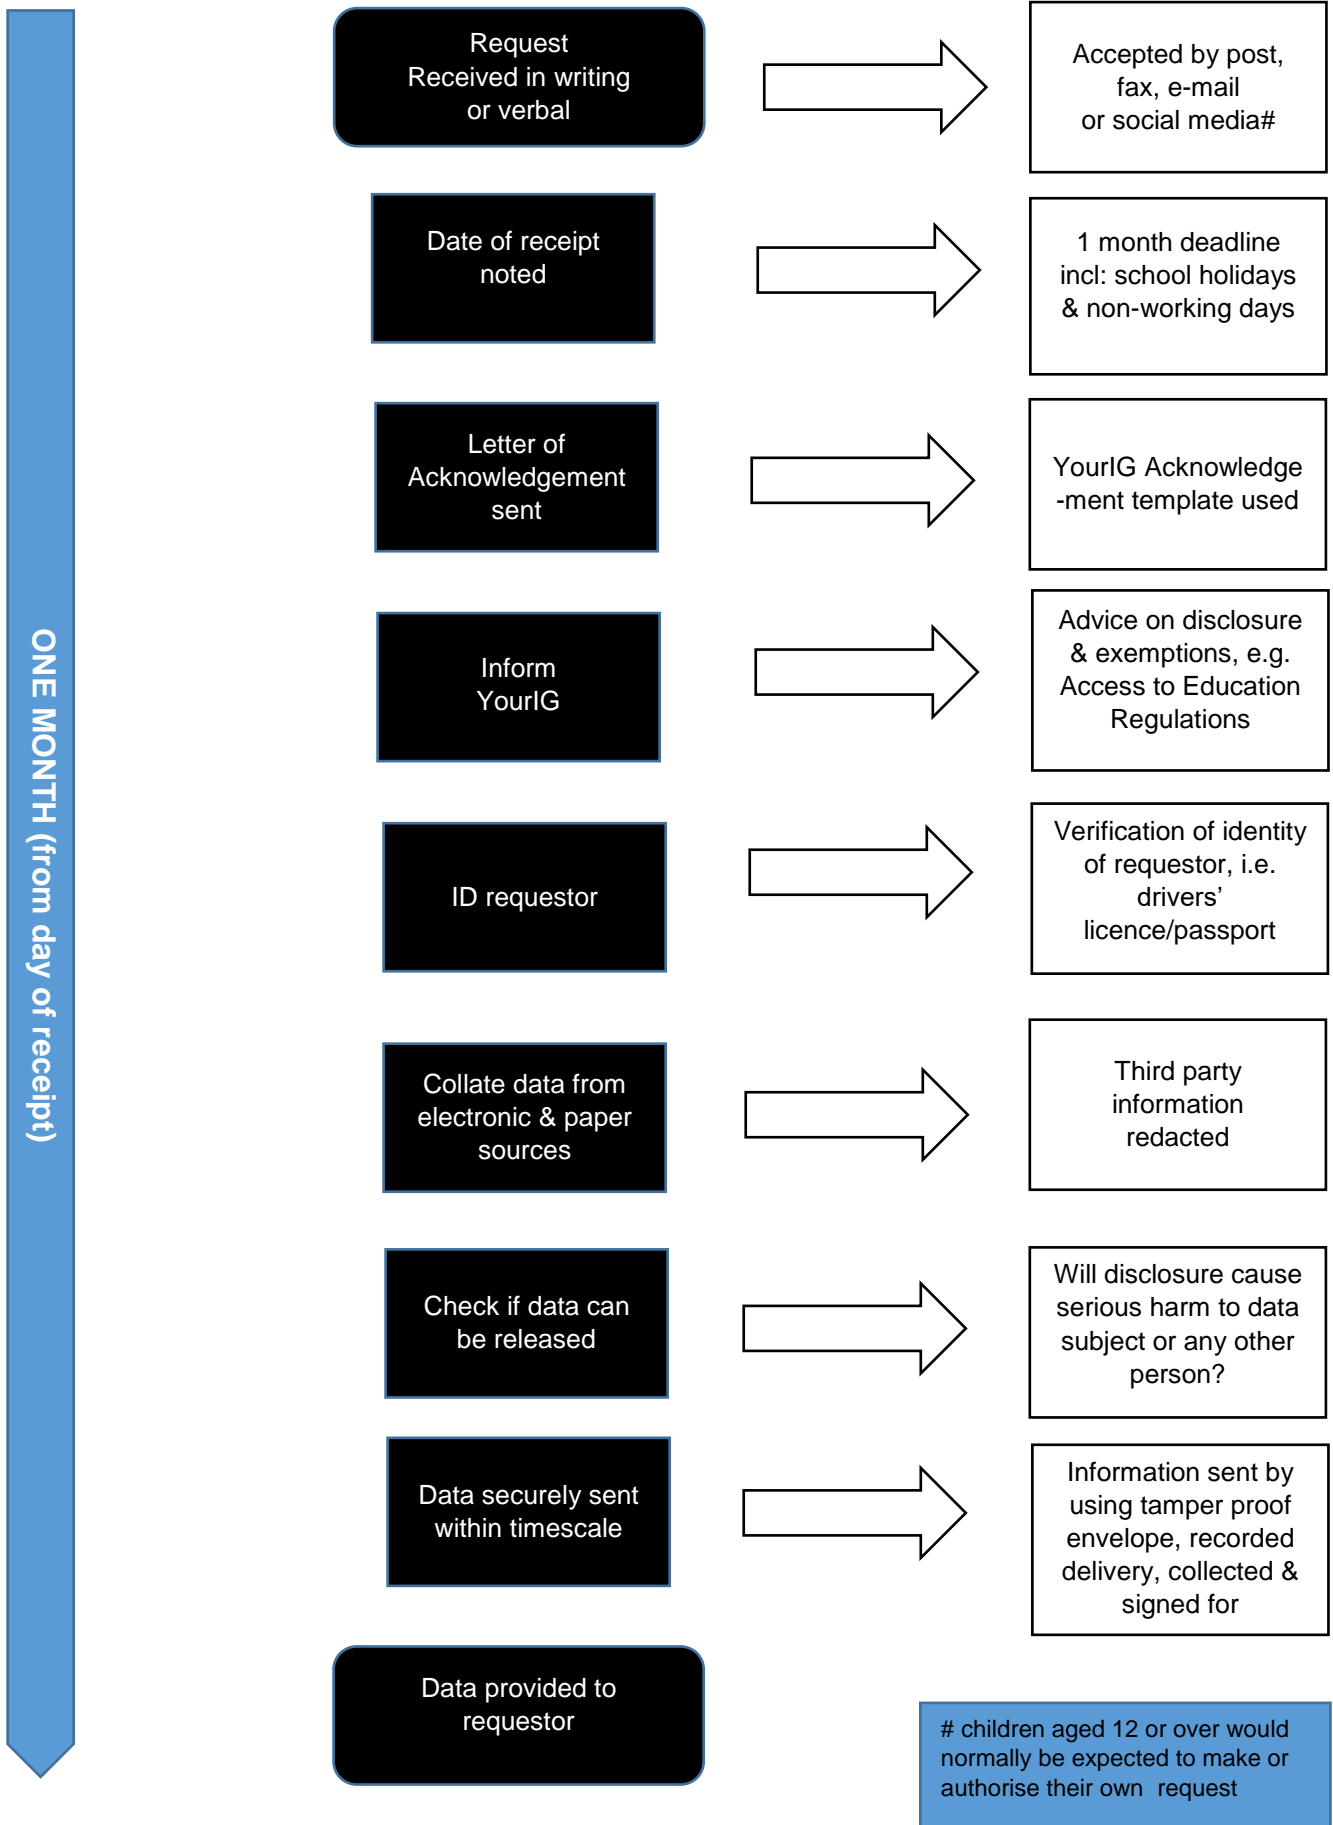 Request
Received in writing
or verbal
Accepted by post,
fax, e-mail
or social media#
Date of receipt
noted
1 month deadline
incl: school holidays
& non-working days
Letter of
Acknowledgement
sent
YourIG Acknowledge
-ment template used
Inform
YourIG
Advice on disclosure
& exemptions, e.g.
Access to Education
Regulations
ONE MONTH (from day of receipt)
ID requestor
Verification of identity
of requestor, i.e.
drivers’
licence/passport
Collate data from
electronic & paper
sources
Third party
information
redacted
Check if data can
be released
Will disclosure cause
serious harm to data
subject or any other
person?
Data securely sent
within timescale
Information sent by
using tamper proof
envelope, recorded
delivery, collected &
signed for
Data provided to
requestor
# children aged 12 or over would
normally be expected to make or
authorise their own  request